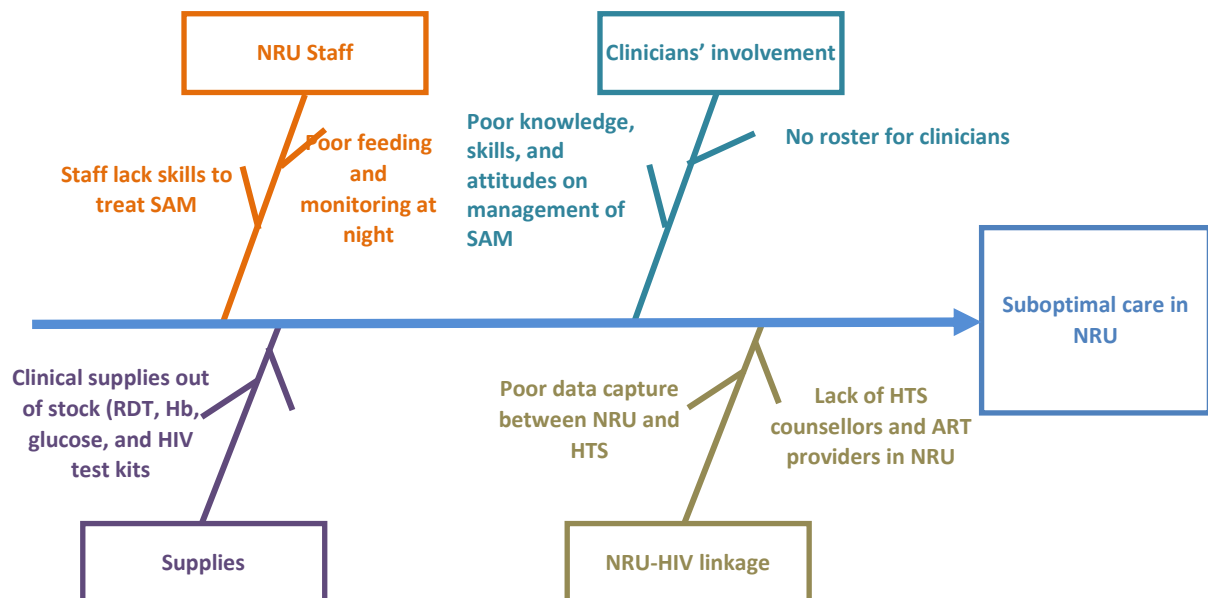 NRU Staff
Clinicians’ involvement
Staff lack skills to
treat SAM
Poor feeding
and
monitoring at
night
Poor knowledge,
skills, and
attitudes on
management of
SAM
No roster for clinicians
Suboptimal care in
NRU
Clinical supplies out
of stock (RDT, Hb,
glucose, and HIV
test kits
Poor data capture
between NRU and
HTS
Lack of HTS
counsellors and ART
providers in NRU
Supplies
NRU-HIV linkage